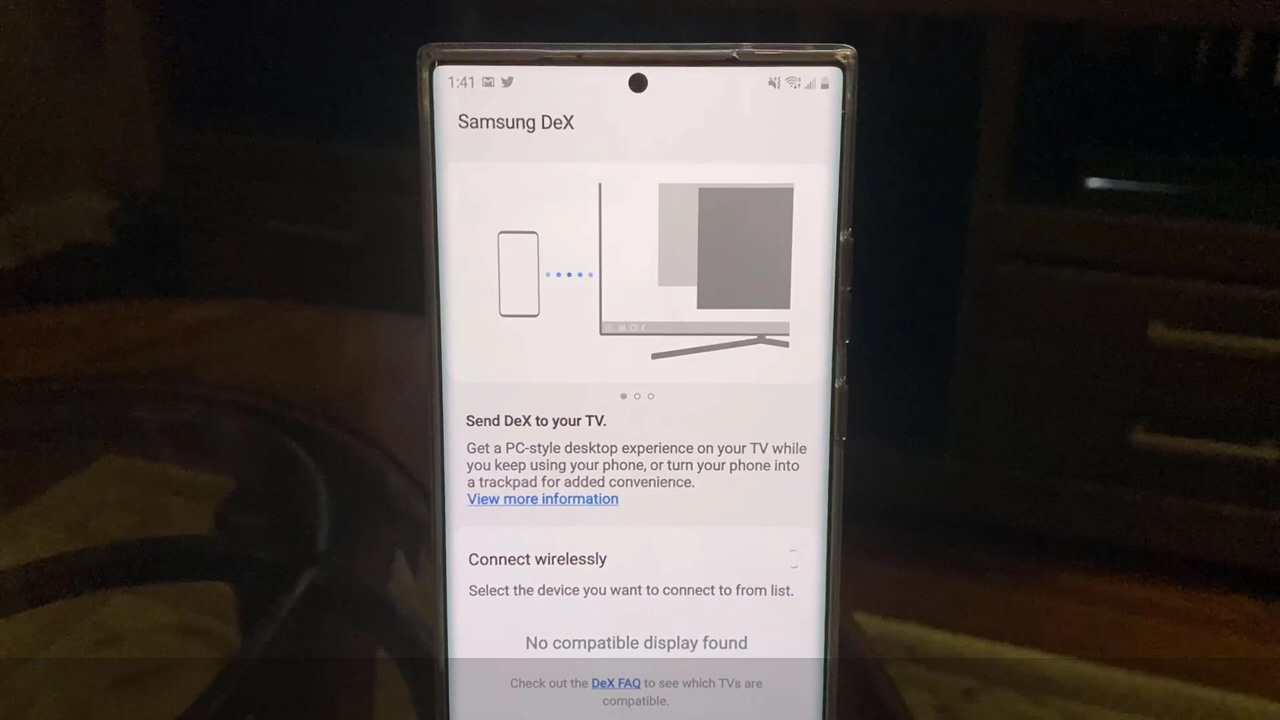 1:41
Samsung DeX
Send DeX to your TV.
Get a PC-style desktop experience on your TV while
you keep using your phone, or turn your phone into
a trackpad for added convenience.
View more information
Connect wirelessly
Select the device you want to connect to from list.
No compatible display found
Check out the DeX FAQ to see which TVs are
compatible.